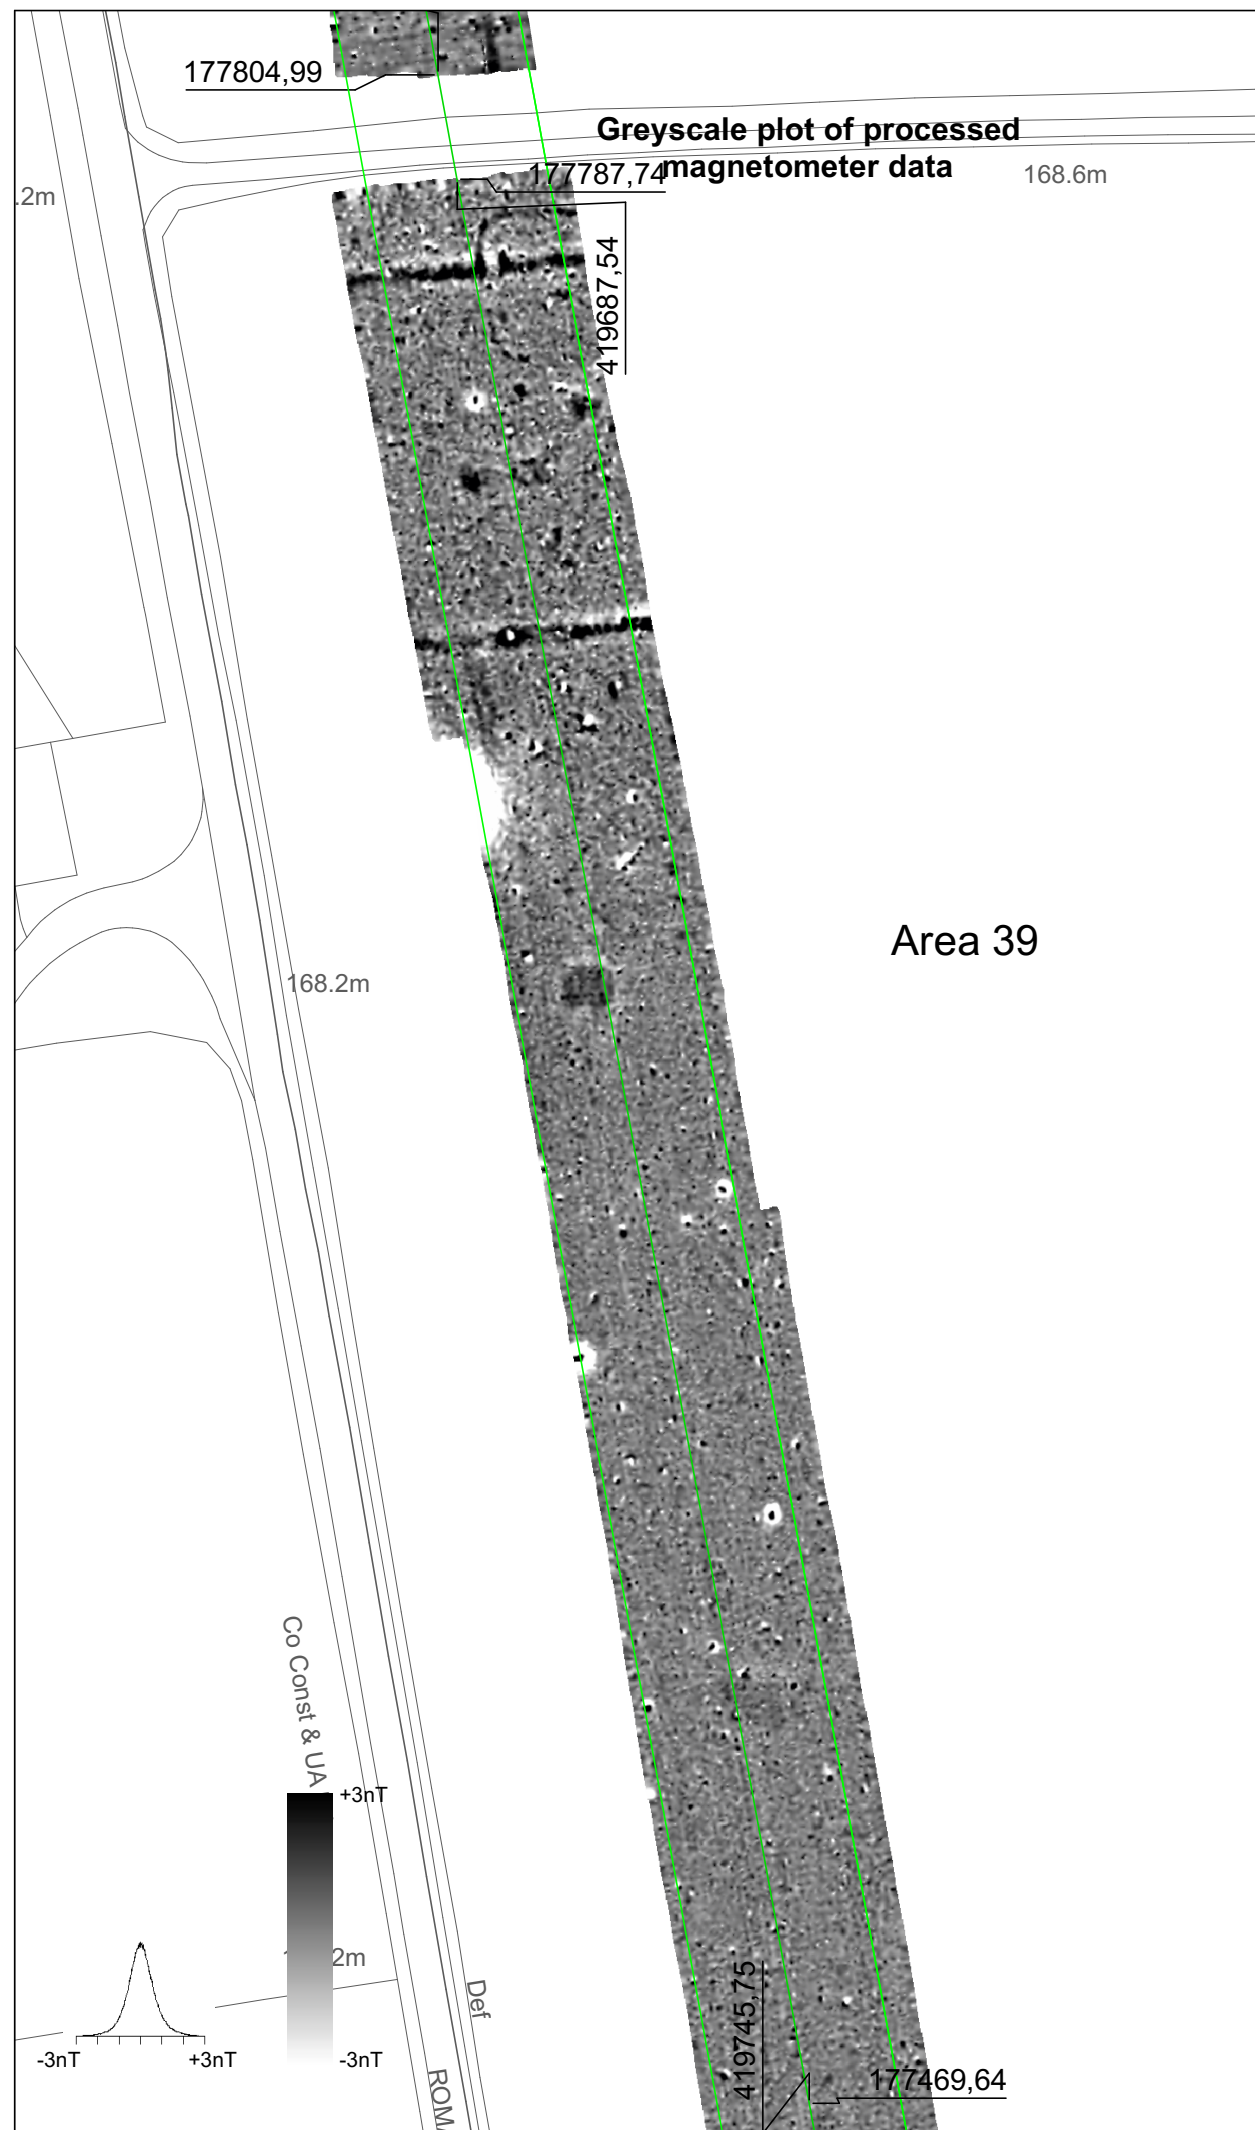 177804,99
Greyscale plot of processed
magnetometer data
177787,74
168.6m
.2m
419687,54
Area 39
168.2m
Co Const & UA
+3nT
2m
Def
-3nT
+3nT
-3nT
419745,75
177469,64
ROMA